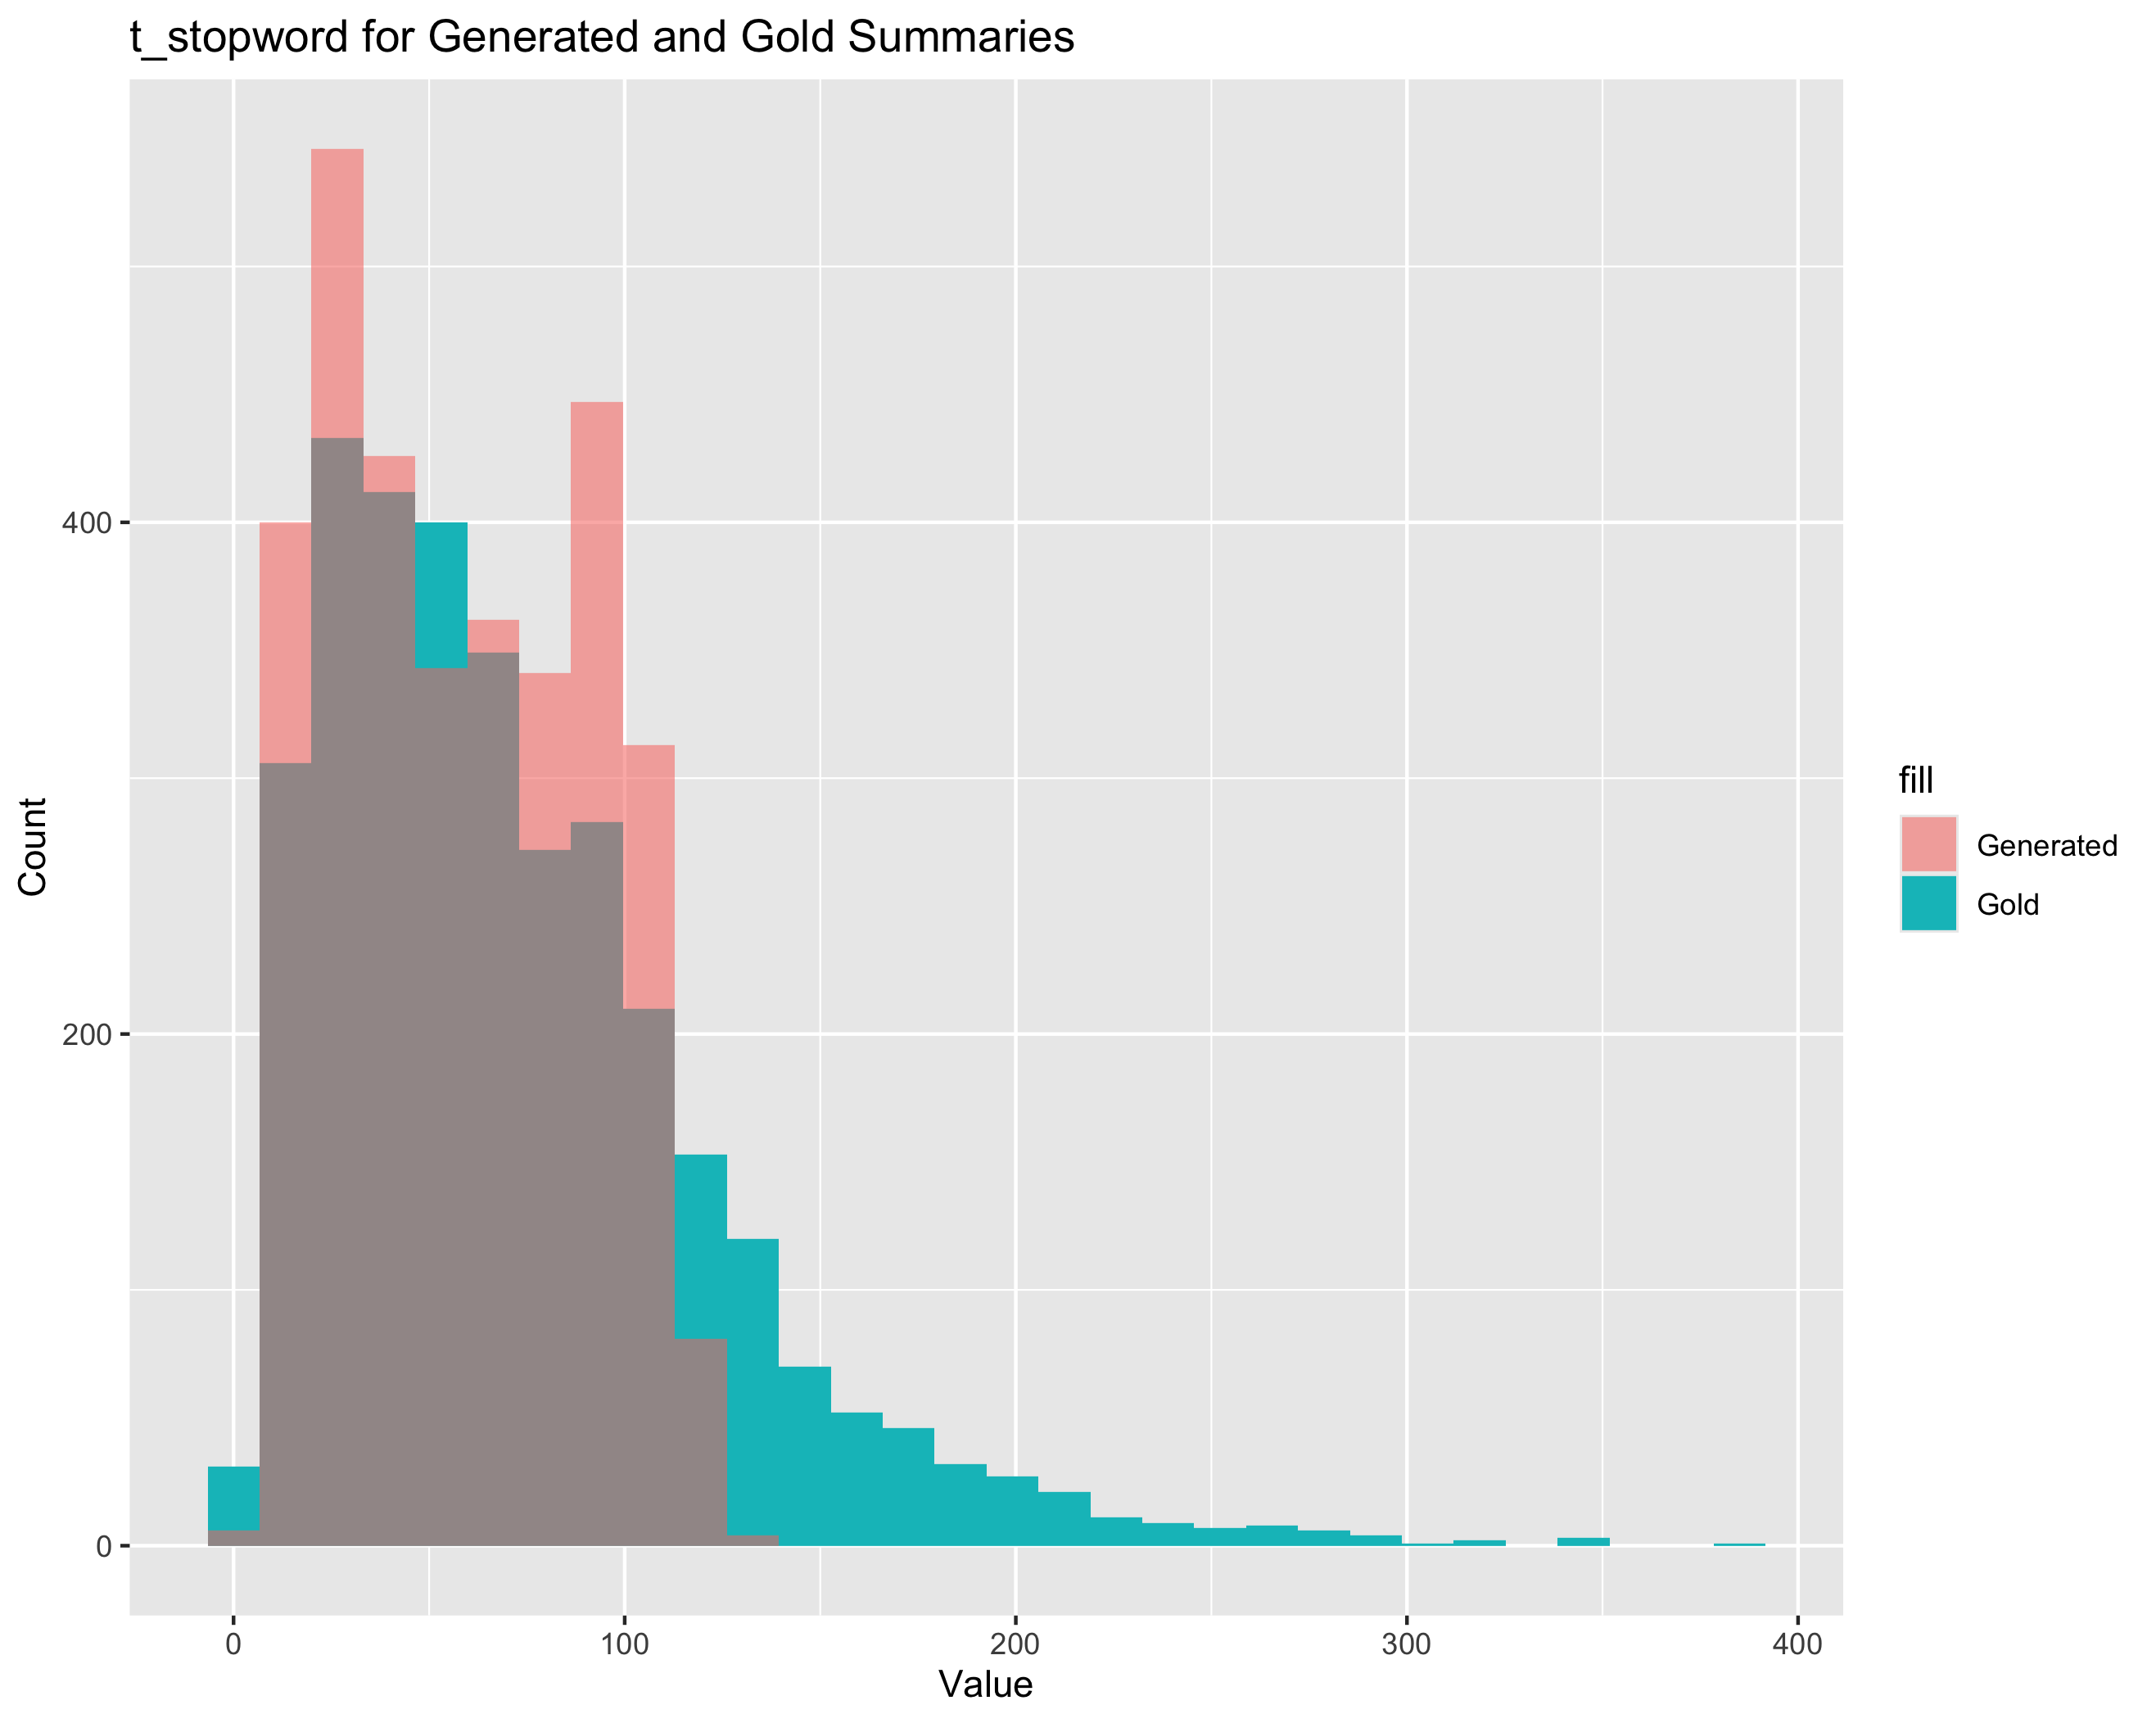 t_stopword for Generated and Gold Summaries
Count
400
200
0
0 100 200 300 400
Value
fill
Generated
Gold